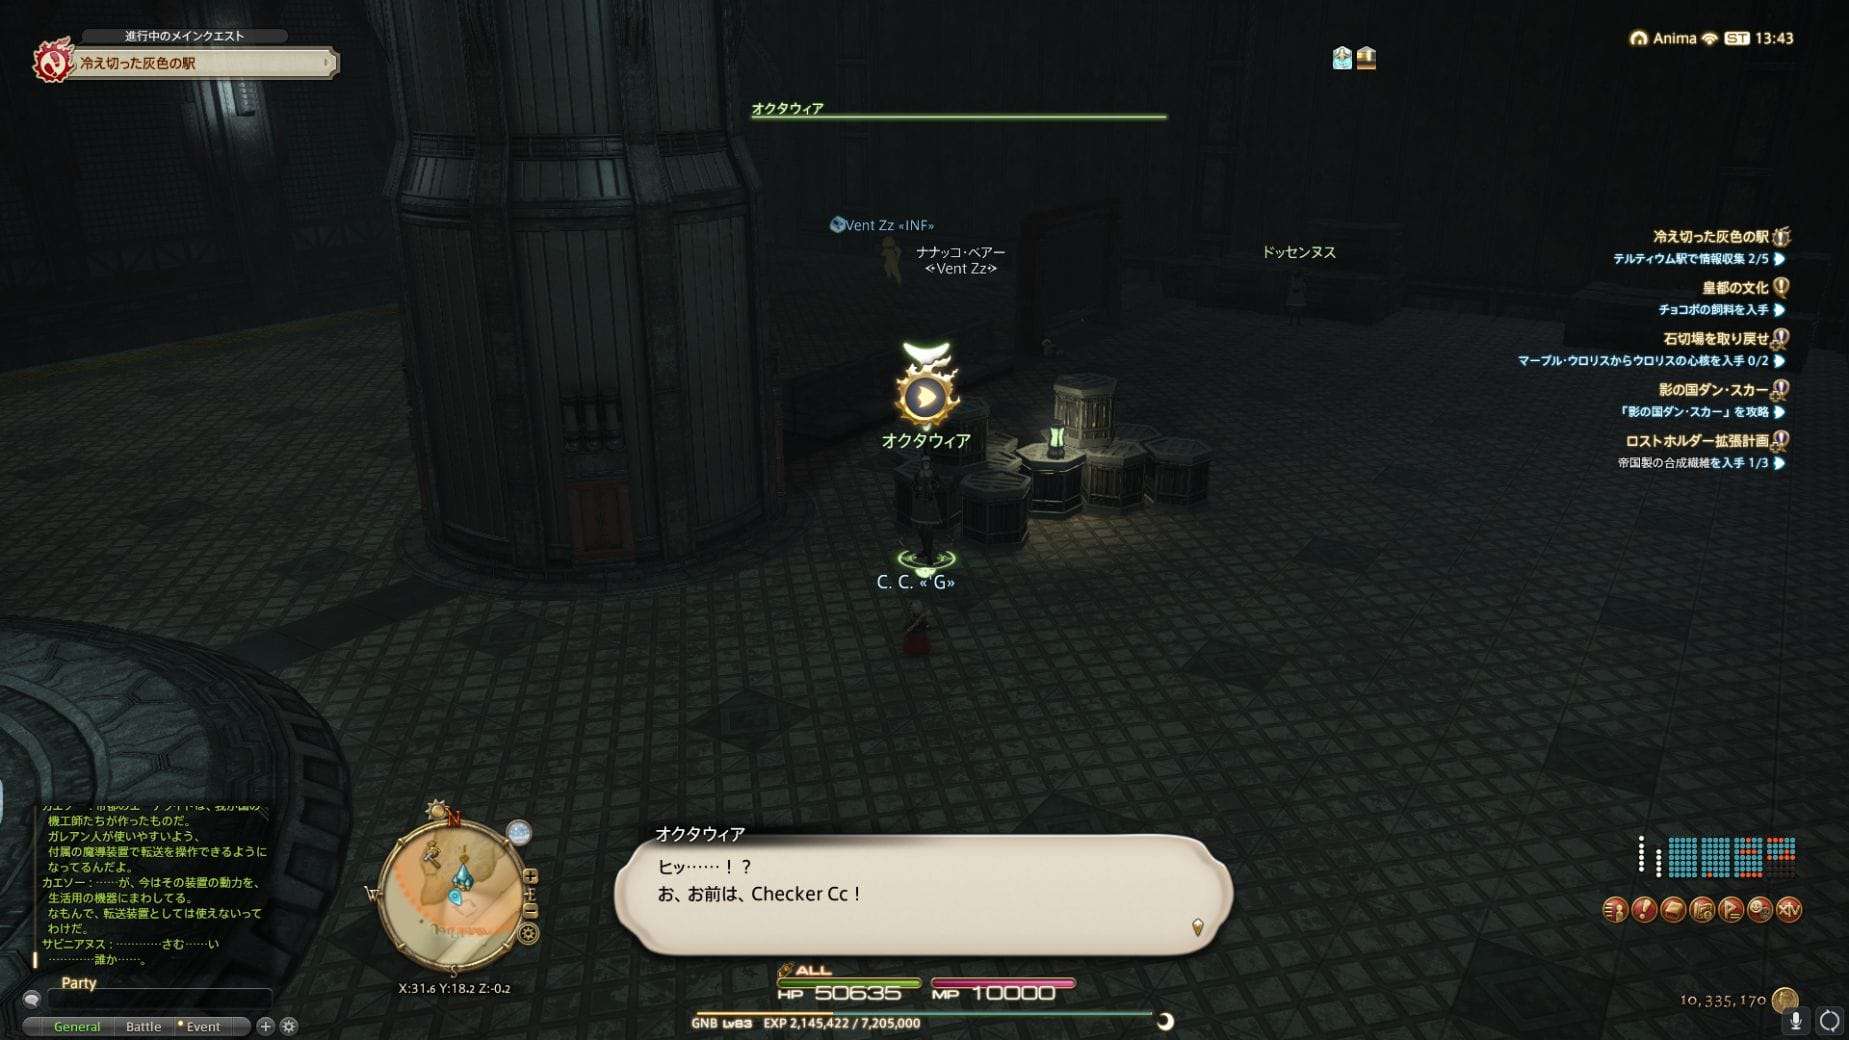 進行中のメインクエスト
冷え切った灰色の駅
Anima ST 13:43
オクタウィア
Vent Zz «INF»
ナナッコ・ベアー
Vent Zz
ドッセンヌス
冷え切った灰色の駅
テルティウム駅で情報収集 2/5
皇都の文化
チョコボの飼料を入手
石切場を取り戻せ
マーブル・ウロリスからウロリスの心核を入手 0/2
影の国ダン・スカー
「影の国ダン・スカー」を攻略
ロストホルダー拡張計画
帝国製の合成繊維を入手 1/3
オクタウィア
C. C. «'G»
機工師たちが作ったものだ。
ガレアン人が使いやすいよう、
付属の魔導装置で転送を操作できるように
なってるんだよ。
カエソー：……が、今はその装置の動力を、
生活用の機器にまわしてる。
なもんで、転送装置としては使えないって
わけだ。
サビニアヌス：…………さむ……い
…………誰か……。
Party
General Battle Event
N
W
E
S
X:31.6 Y:18.2 Z:-0.2
オクタウィア
ヒッ……！？
お、お前は、Checker Cc！
ALL
HP 50635 MP 10000
GNB Lv83 EXP 2,145,422 / 7,205,000
XIV
10,335,170